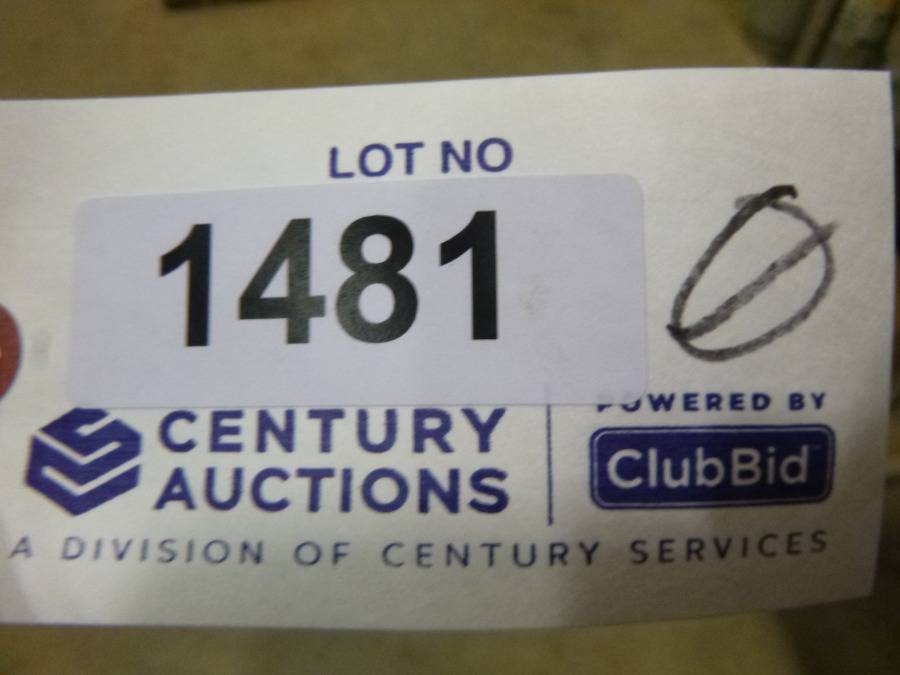 LOT NO
1481
Ø
CENTURY
AUCTIONS
POWERED BY
ClubBid
A DIVISION OF CENTURY SERVICES